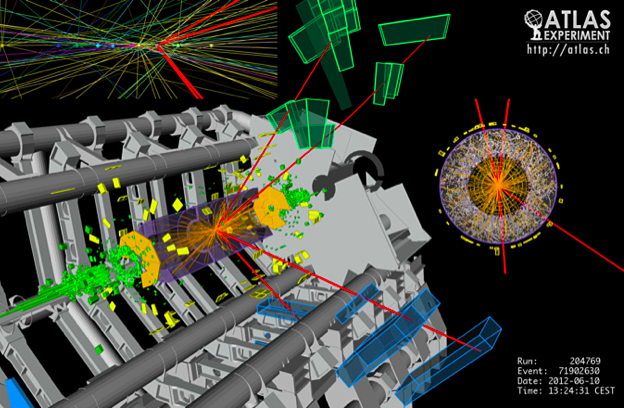 ATLAS
EXPERIMENT
http://atlas.ch
Run: 204769
Event: 71902630
Date: 2012-06-10
Time: 13:24:31 CEST